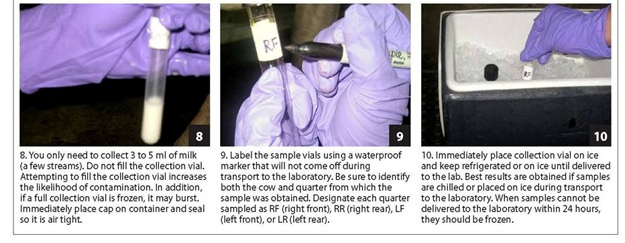 RF
RF
8
9
10
8. You only need to collect 3 to 5 ml of milk
(a few streams). Do not fill the collection vial.
Attempting to fill the collection vial increases
the likelihood of contamination. In addition,
if a full collection vial is frozen, it may burst.
Immediately place cap on container and seal
so it is air tight.
9. Label the sample vials using a waterproof
marker that will not come off during
transport to the laboratory. Be sure to identify
both the cow and quarter from which the
sample was obtained. Designate each quarter
sampled as RF (right front), RR (right rear), LF
(left front), or LR (left rear).
10. Immediately place collection vial on ice
and keep refrigerated or on ice until delivered
to the lab. Best results are obtained if samples
are chilled or placed on ice during transport
to the laboratory. When samples cannot be
delivered to the laboratory within 24 hours,
they should be frozen.